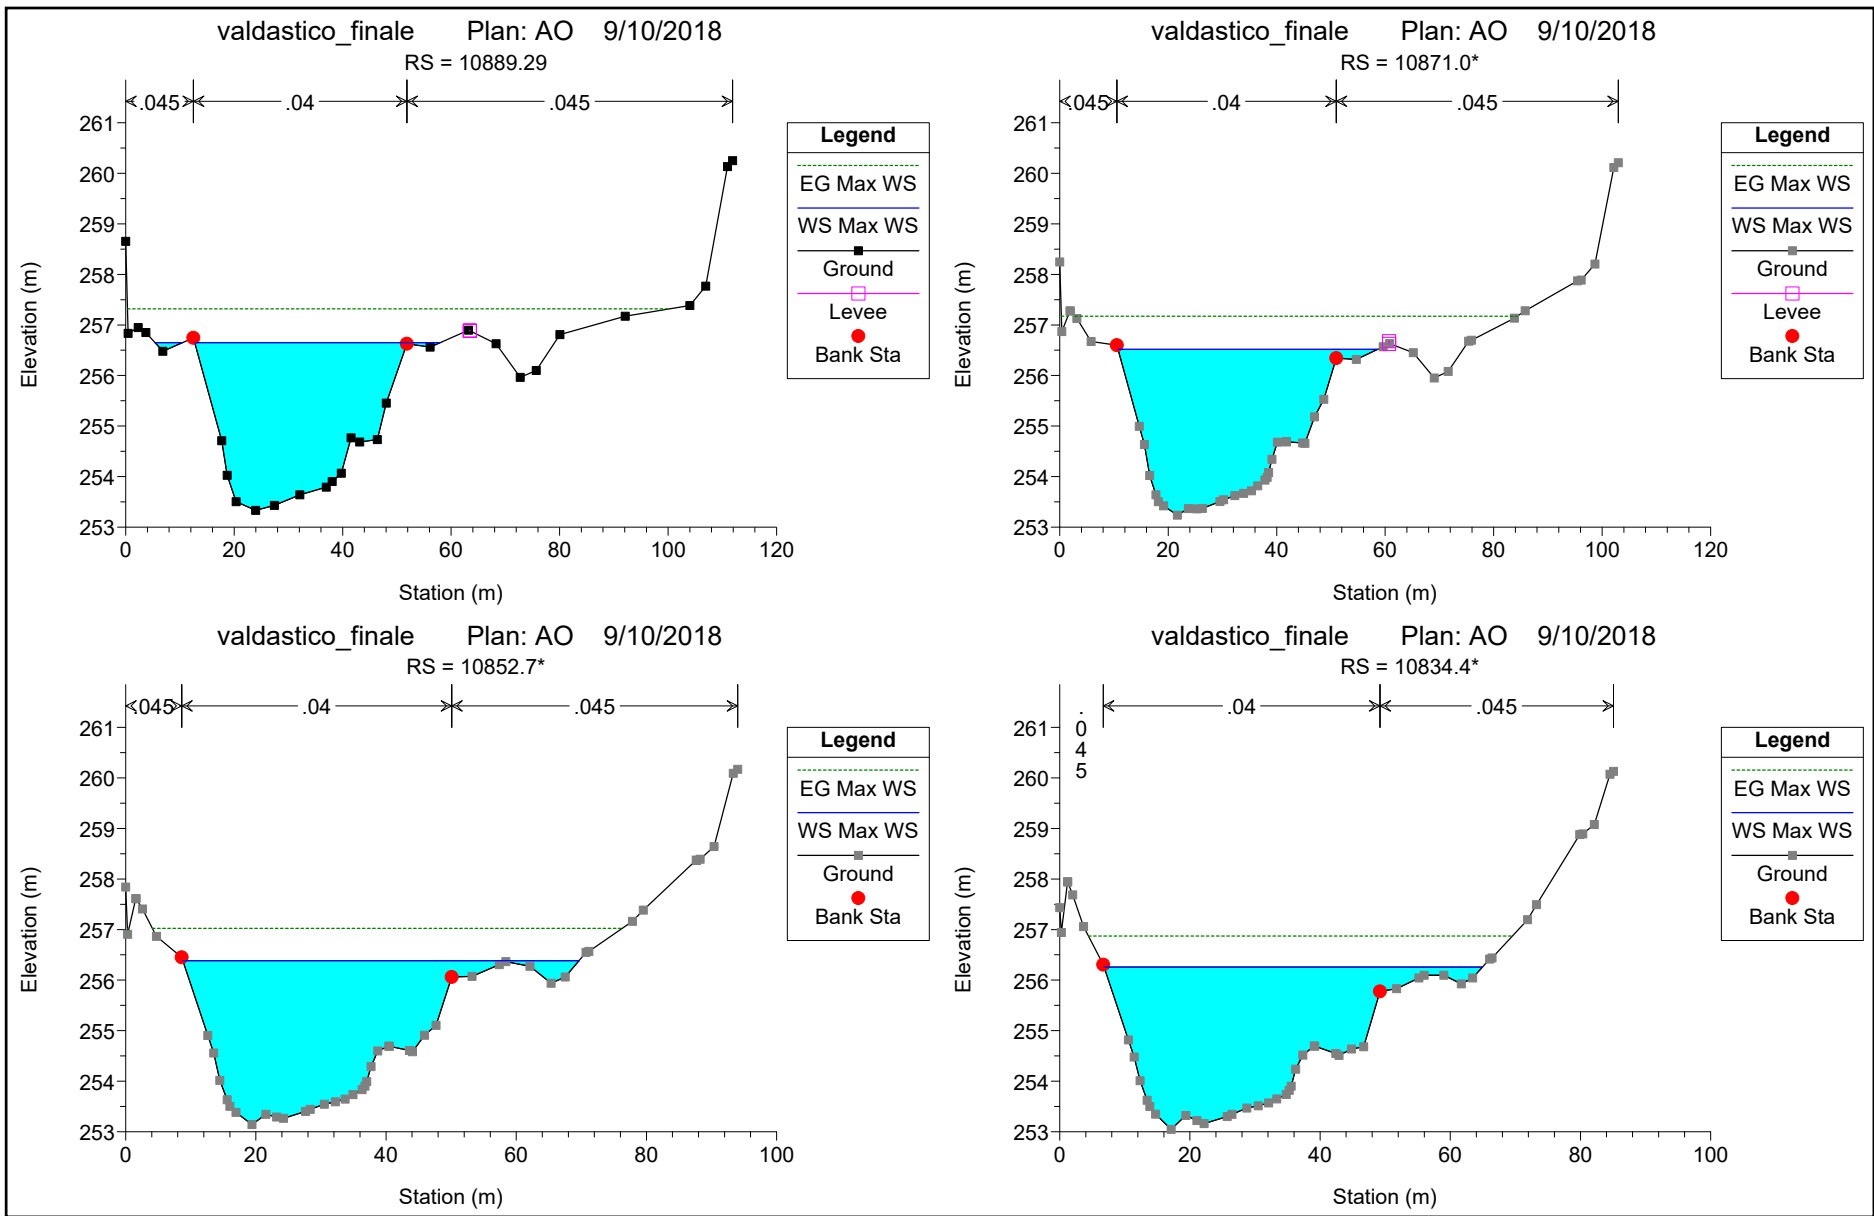 valdastico_finale Plan: AO 9/10/2018
RS = 10889.29
.045 .04 .045
261
260
259
258
257
256
255
254
253
0 20 40 60 80 100 120
Elevation (m)
Station (m)
Legend
EG Max WS
WS Max WS
Ground
Levee
Bank Sta
valdastico_finale Plan: AO 9/10/2018
RS = 10871.0*
.045 .04 .045
261
260
259
258
257
256
255
254
253
0 20 40 60 80 100 120
Elevation (m)
Station (m)
Legend
EG Max WS
WS Max WS
Ground
Levee
Bank Sta
valdastico_finale Plan: AO 9/10/2018
RS = 10852.7*
.045 .04 .045
261
260
259
258
257
256
255
254
253
0 20 40 60 80 100
Elevation (m)
Station (m)
Legend
EG Max WS
WS Max WS
Ground
Bank Sta
valdastico_finale Plan: AO 9/10/2018
RS = 10834.4*
.045 .04 .045
261
260
259
258
257
256
255
254
253
0 20 40 60 80 100
Elevation (m)
Station (m)
Legend
EG Max WS
WS Max WS
Ground
Bank Sta